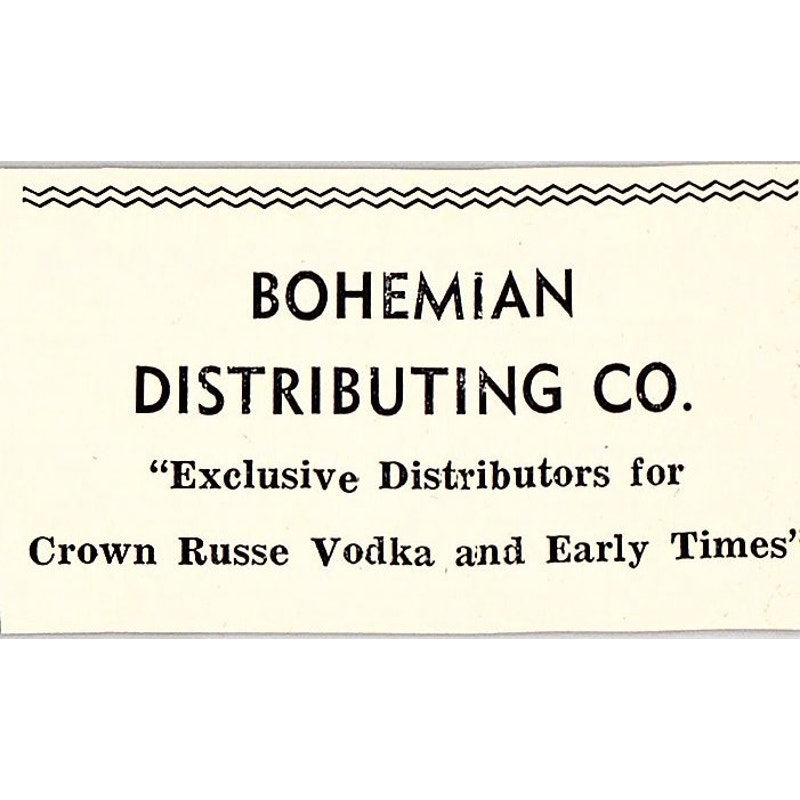 BOHEMIAN
DISTRIBUTING CO.
“Exclusive Distributors for
Crown Russe Vodka and Early Times”